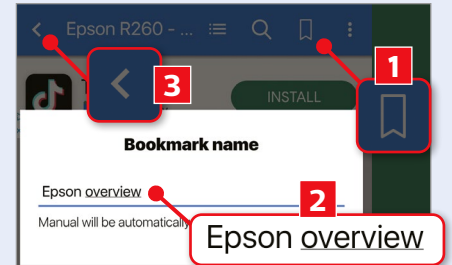 Epson R260 - ...
1
3
INSTALL
Bookmark name
Epson overview
2
Manual will be automatically
Epson overview